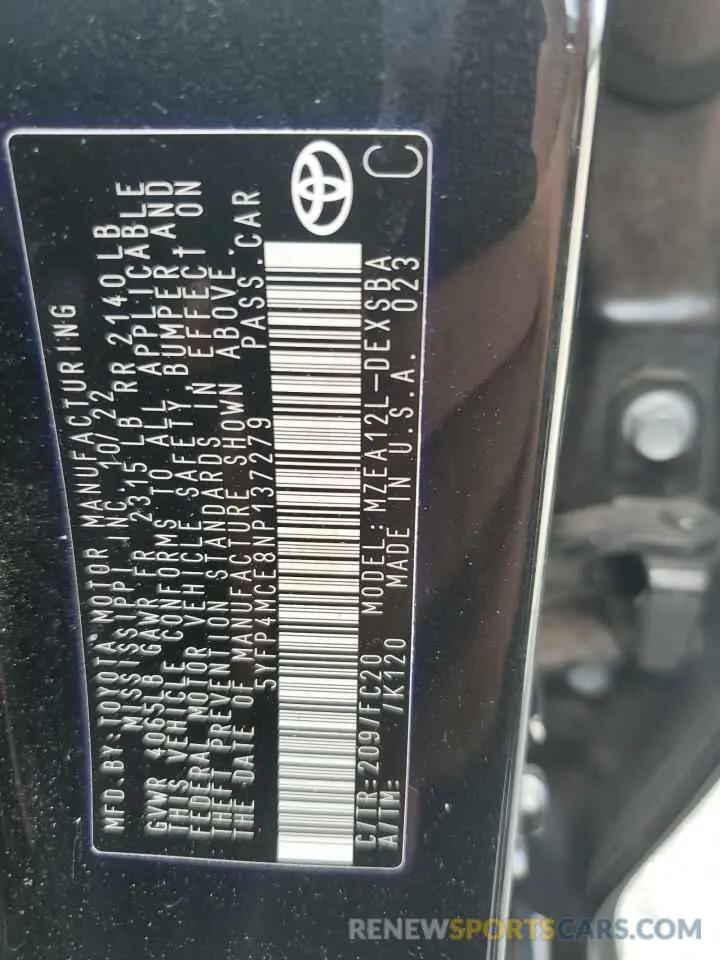 MFD. BY: TOYOTA MOTOR MANUFACTURING
MISSISSIPPI INC. 10/22
GVWR 4065LB GAWR FR 2315 LB RR 2140 LB
THIS VEHICLE CONFORMS TO ALL APPLICABLE
FEDERAL MOTOR VEHICLE SAFETY, BUMPER AND
THEFT PREVENTION STANDARDS IN EFFECT ON
THE DATE OF MANUFACTURE SHOWN ABOVE.
5YFP4MCE8NP137279 PASS. CAR
C/TR: 209/FC20 MODEL: MZEA12L-DEXSBA
A/TM: /K120 MADE IN U.S.A. 023
C
RENEWSPORTSCARS.COM